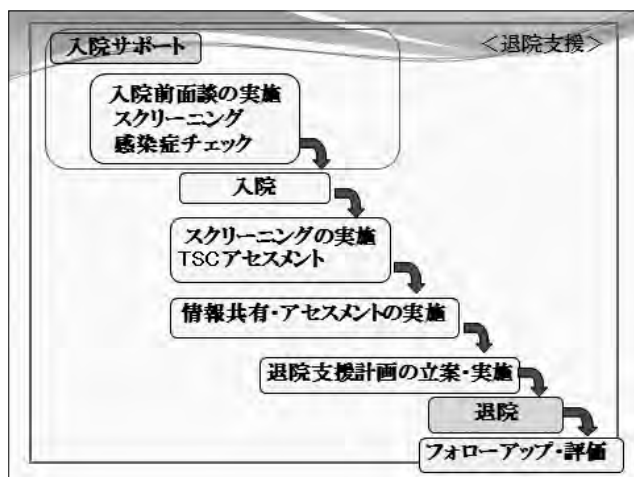 入院サポート
＜退院支援＞
入院前面談の実施
スクリーニング
感染症チェック
入院
スクリーニングの実施
TSCアセスメント
情報共有・アセスメントの実施
退院支援計画の立案・実施
退院
フォローアップ・評価